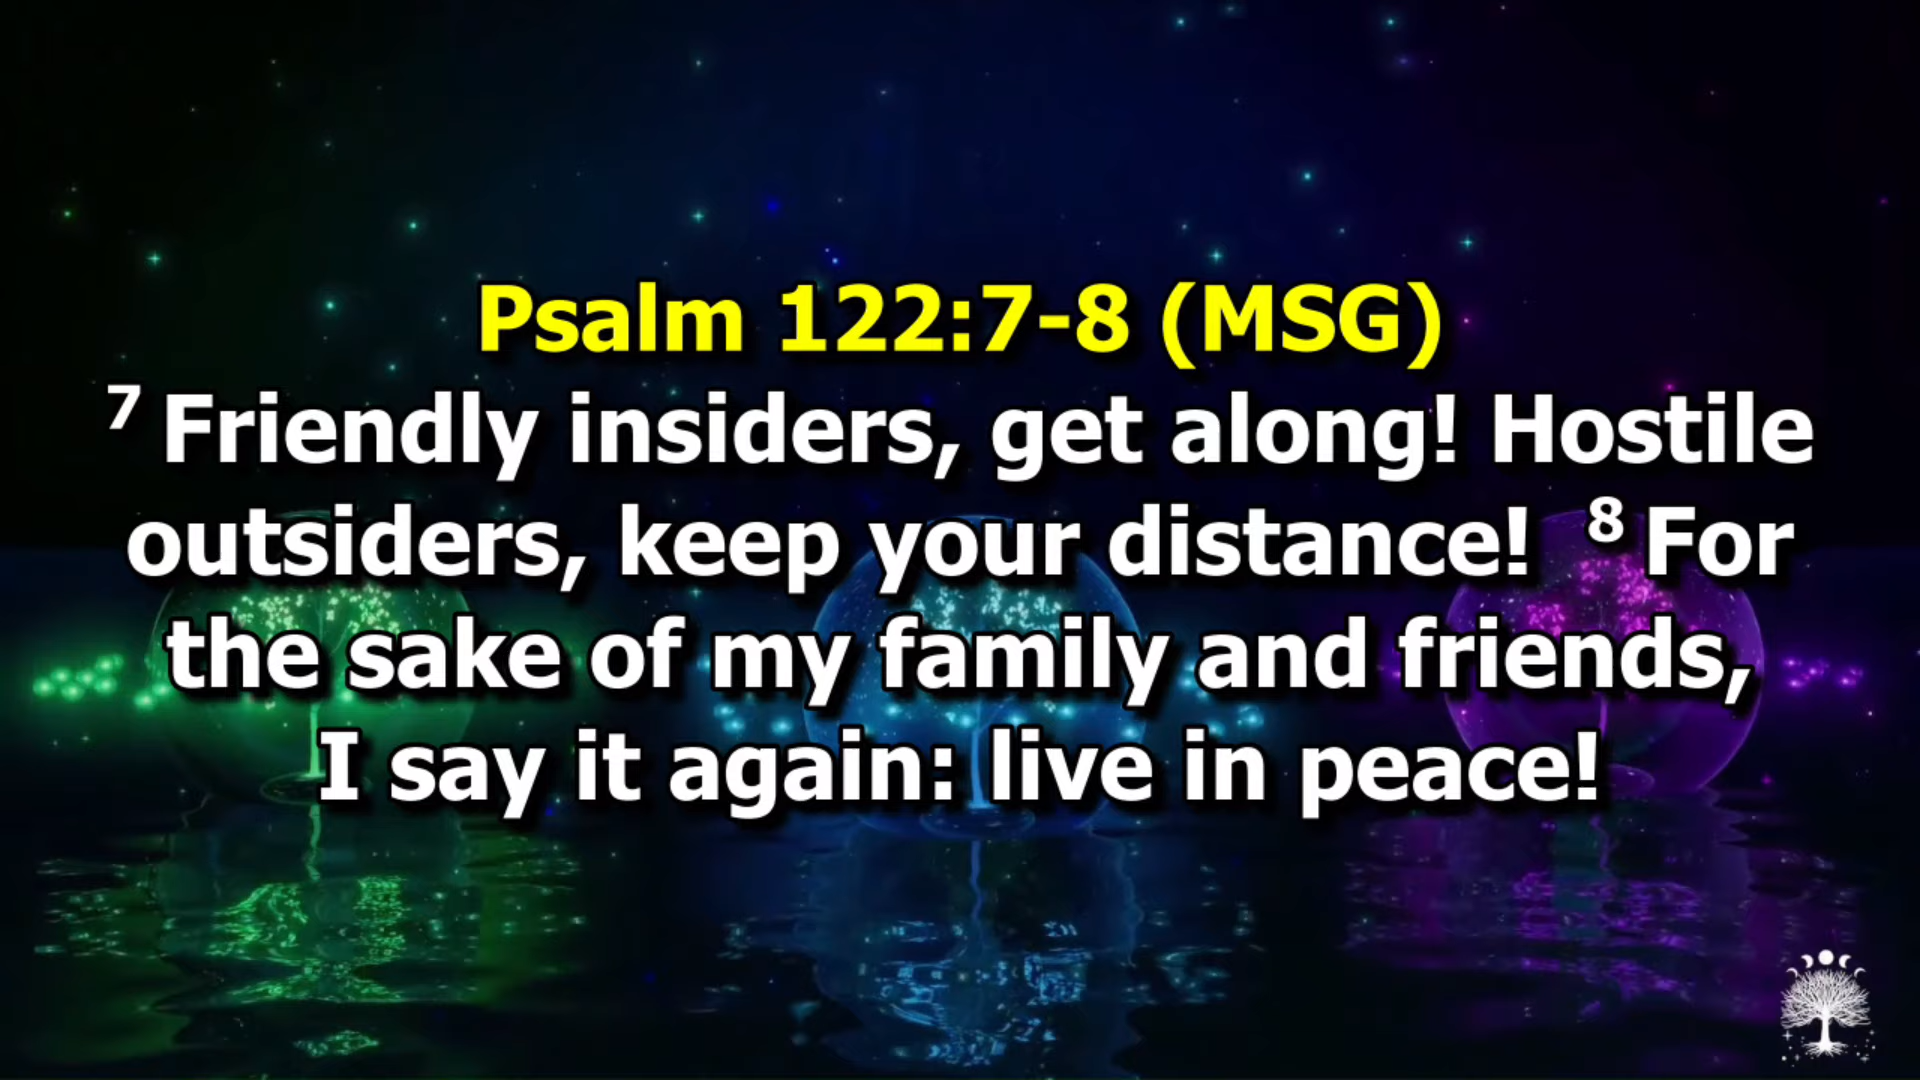 Psalm 122:7-8 (MSG)
7 Friendly insiders, get along! Hostile
outsiders, keep your distance! 8 For
the sake of my family and friends,
I say it again: live in peace!